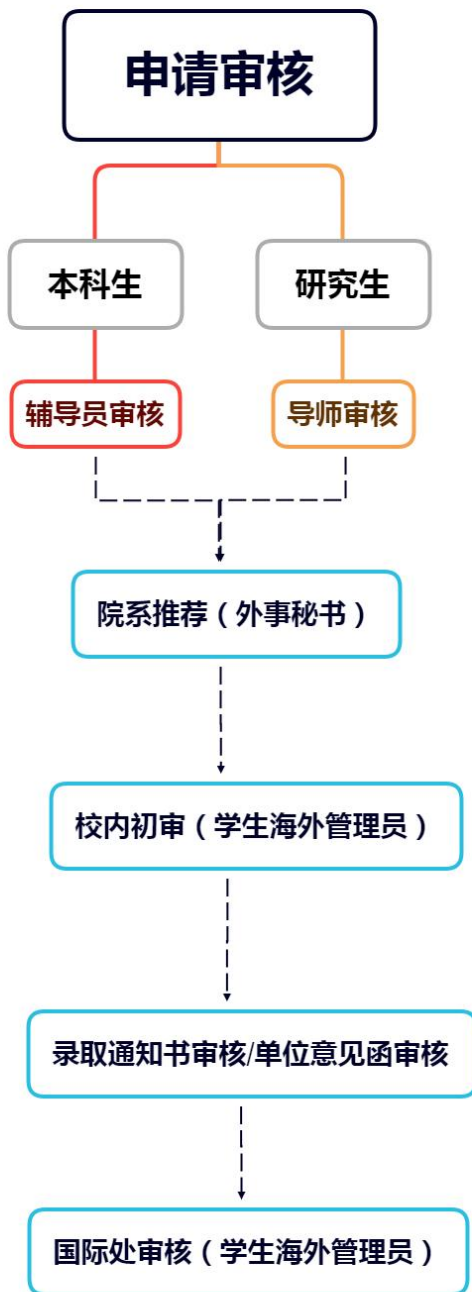 申请审核
本科生
研究生
辅导员审核
导师审核
院系推荐（外事秘书）
校内初审（学生海外管理员）
录取通知书审核/单位意见函审核
国际处审核（学生海外管理员）